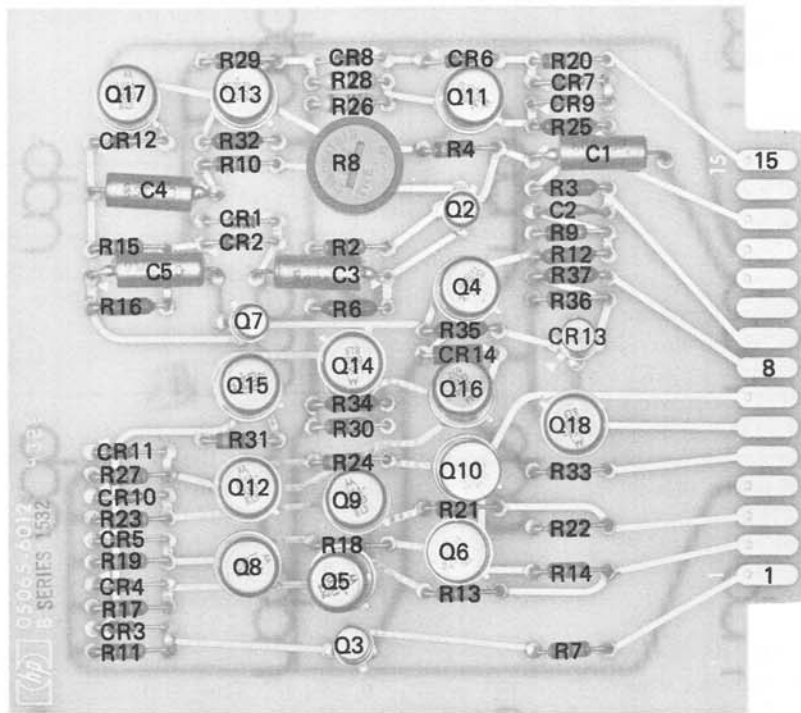 R29 CR8 CR6 R20
Q17 Q13 R28 Q11 CR7
R26 CR9
CR12 R32 R25
R10 R8 R4 C1 15 15
C4 R3
CR1 Q2 C2
R15 CR2 R2 R9
C5 C3 R12
R37
R16 R6 Q4 R36
Q7 R35 CR13
Q14 CR14 8
Q15 Q16
R34
R31 R30 Q18
CR11 R24
R27 Q12 Q10 R33
CR10 Q9
R23 R21 R22
CR5 R18 Q6
R19 Q8 R14 1 1
CR4 Q5 R13
R17
CR3 Q3 R7
R11
hp 05065-6012
B SERIES 1532